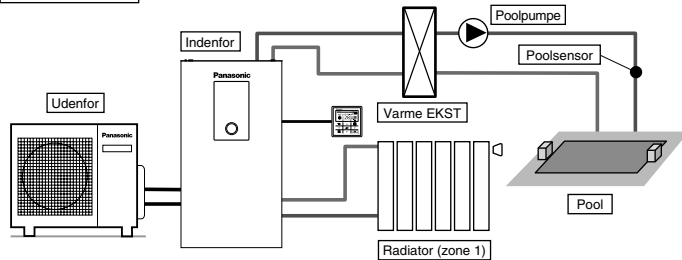 Poolpumpe
Indenfor
Poolsensor
Panasonic
Udenfor
Varme EKST
Panasonic
Pool
Radiator (zone 1)